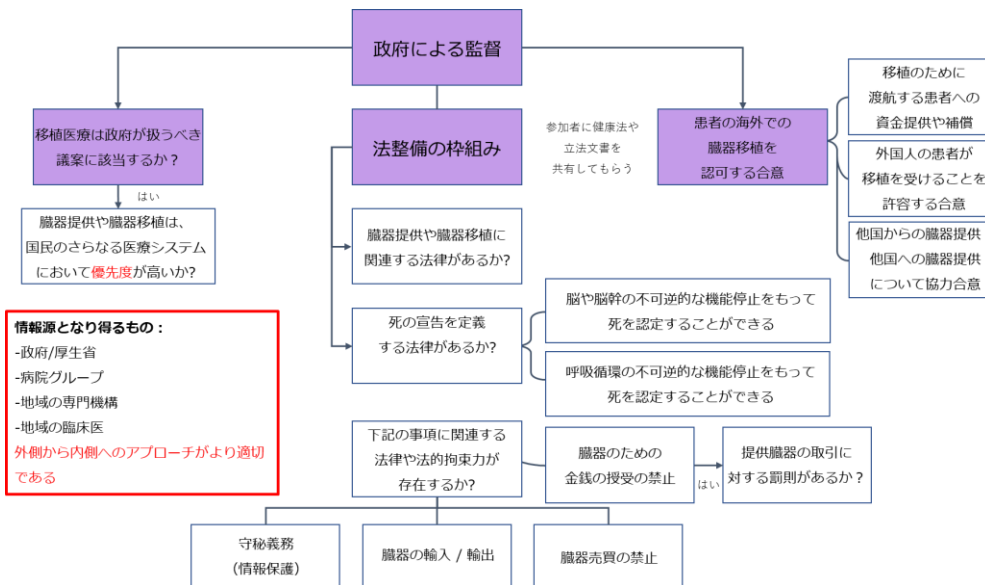 政府による監督
移植医療は政府が扱うべき
議案に該当するか？
はい
臓器提供や臓器移植は、
国民のさらなる医療システム
において優先度が高いか?
法整備の枠組み
参加者に健康法や
立法文書を
共有してもらう
患者の海外での
臓器移植を
認可する合意
移植のために
渡航する患者への
資金提供や補償
外国人の患者が
移植を受けることを
許容する合意
他国からの臓器提供・
他国への臓器提供
について協力合意
臓器提供や臓器移植に
関連する法律があるか?
死の宣告を定義
する法律があるか?
脳や脳幹の不可逆的な機能停止をもって
死を認定することができる
呼吸循環の不可逆的な機能停止をもって
死を認定することができる
情報源となり得るもの：
-政府/厚生省
-病院グループ
-地域の専門機構
-地域の臨床医
外側から内側へのアプローチがより適切
である
下記の事項に関連する
法律や法的拘束力が
存在するか?
臓器のための
金銭の授受の禁止
はい
提供臓器の取引に
対する罰則があるか？
守秘義務
（情報保護）
臓器の輸入 / 輸出
臓器売買の禁止